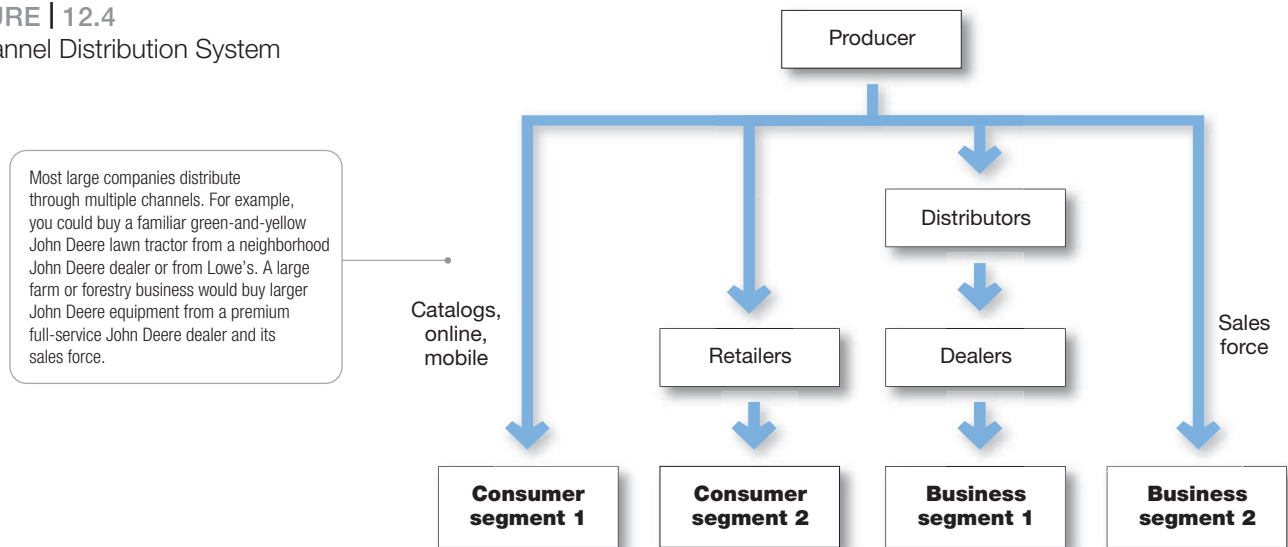 URE | 12.4
annel Distribution System
Producer
Most large companies distribute
through multiple channels. For example,
you could buy a familiar green-and-yellow
John Deere lawn tractor from a neighborhood
John Deere dealer or from Lowe's. A large
farm or forestry business would buy larger
John Deere equipment from a premium
full-service John Deere dealer and its
sales force.
Distributors
Catalogs,
online,
mobile
Retailers
Dealers
Sales
force
Consumer
segment 1
Consumer
segment 2
Business
segment 1
Business
segment 2